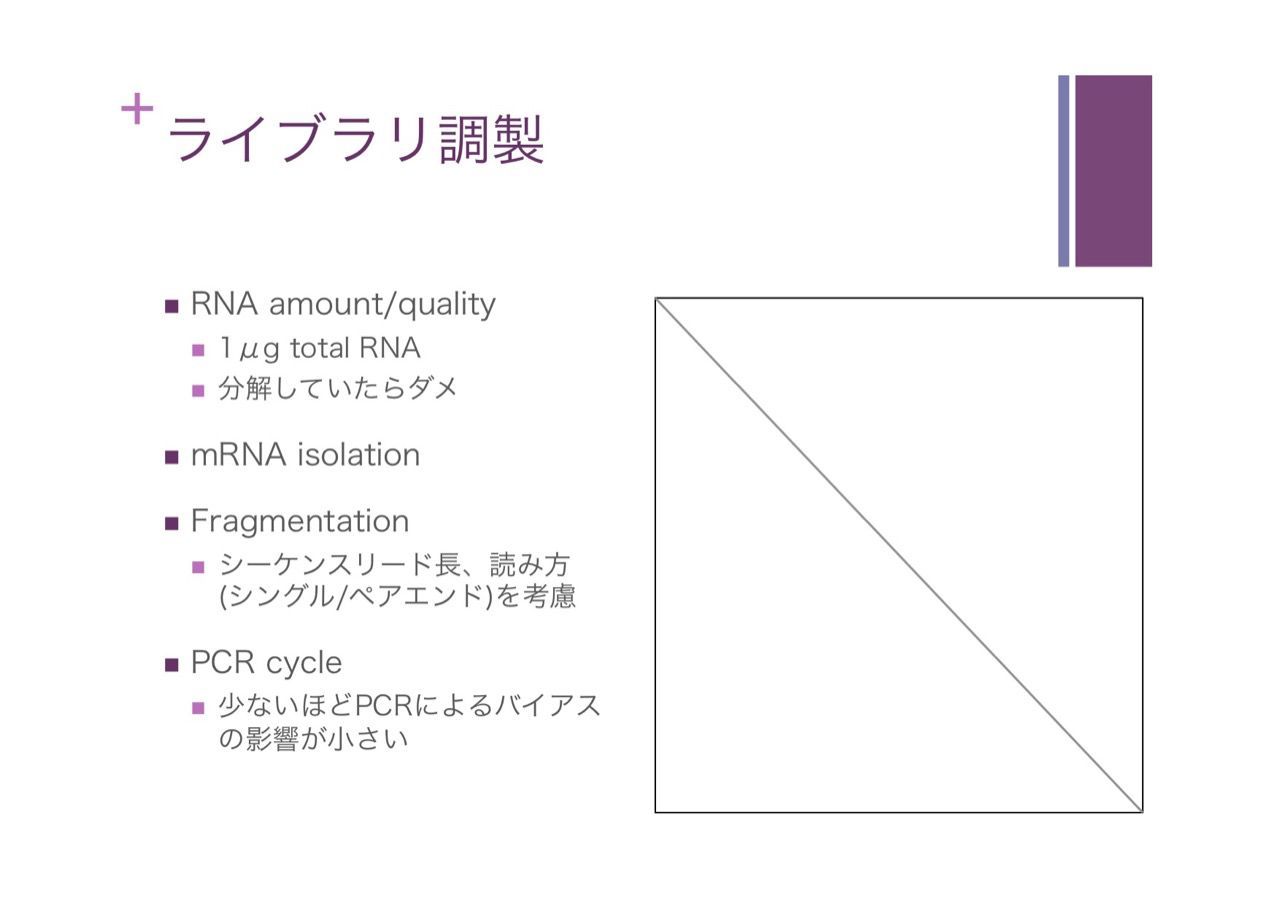 ライブラリ調製
RNA amount/quality
1μg total RNA
分解していたらダメ
mRNA isolation
Fragmentation
シーケンスリード長、読み方
(シングル/ペアエンド)を考慮
PCR cycle
少ないほどPCRによるバイアス
の影響が小さい